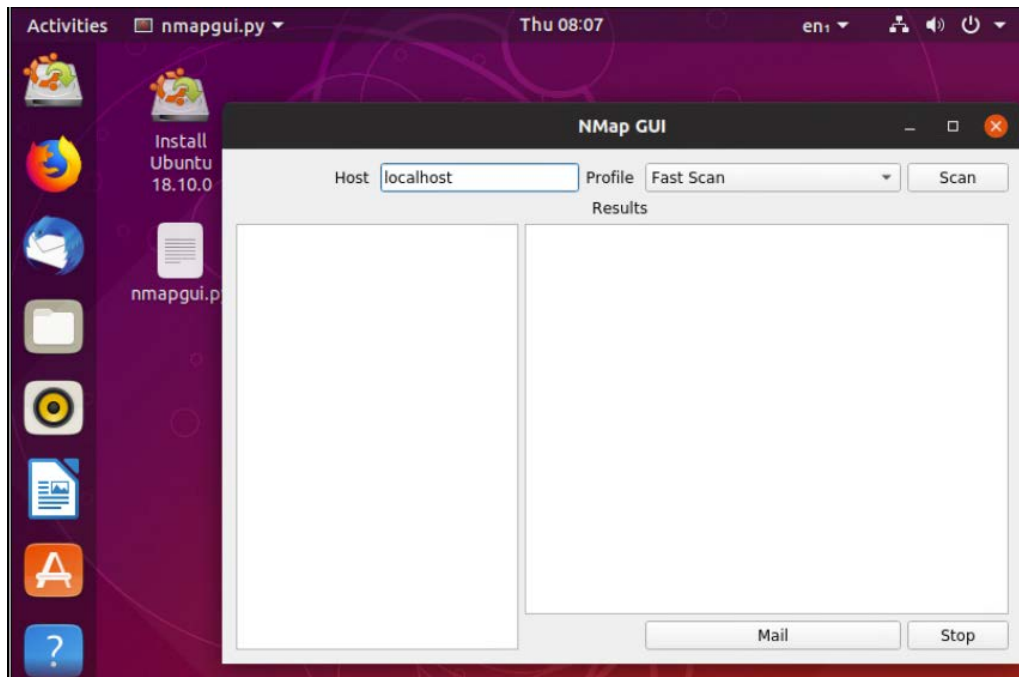 Activities nmapgui.py Thu 08:07 en₁
Install
Ubuntu
18.10.0
nmapgui.p
NMap GUI
Host localhost Profile Fast Scan Scan
Results
Mail Stop